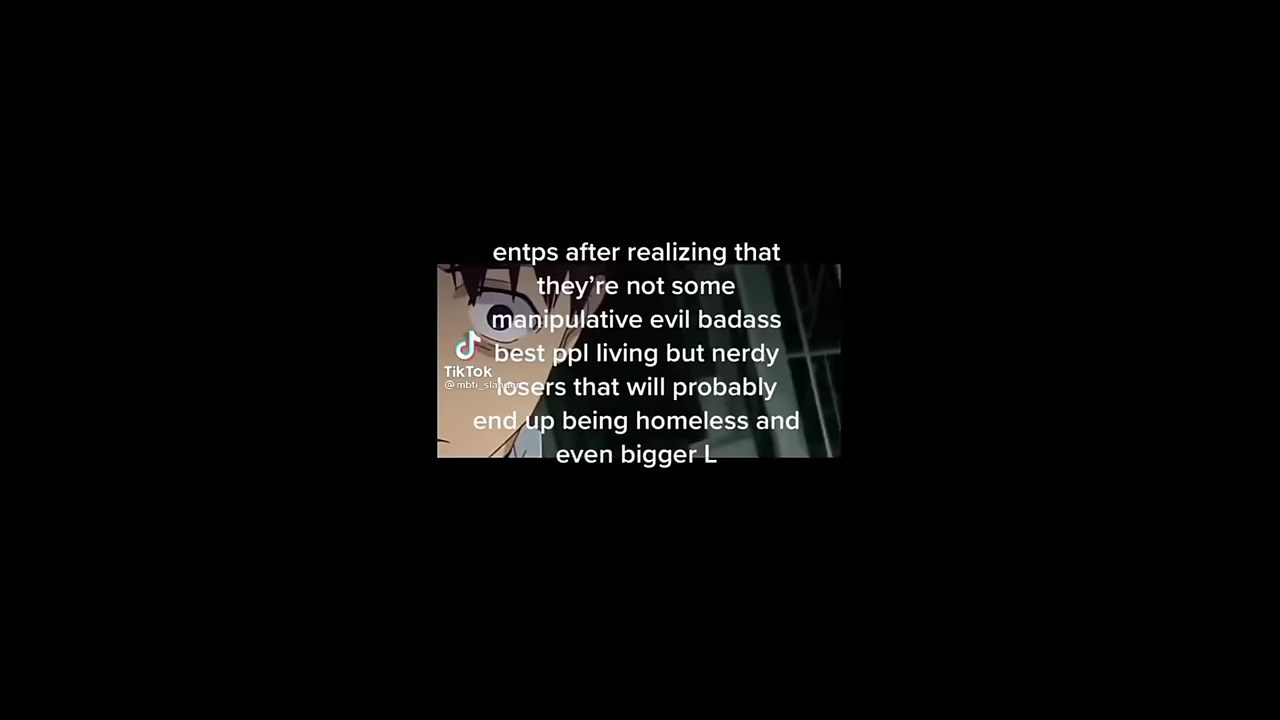 entps after realizing that
they're not some
manipulative evil badass
best ppl living but nerdy
losers that will probably
end up being homeless and
even bigger L
TikTok